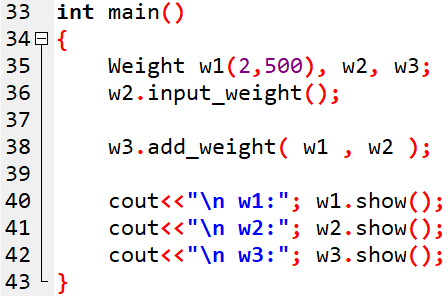 33 int main()
34 {
35     Weight w1(2,500), w2, w3;
36     w2.input_weight();
37
38     w3.add_weight( w1 , w2 );
39
40     cout<<"\n w1:"; w1.show();
41     cout<<"\n w2:"; w2.show();
42     cout<<"\n w3:"; w3.show();
43 }